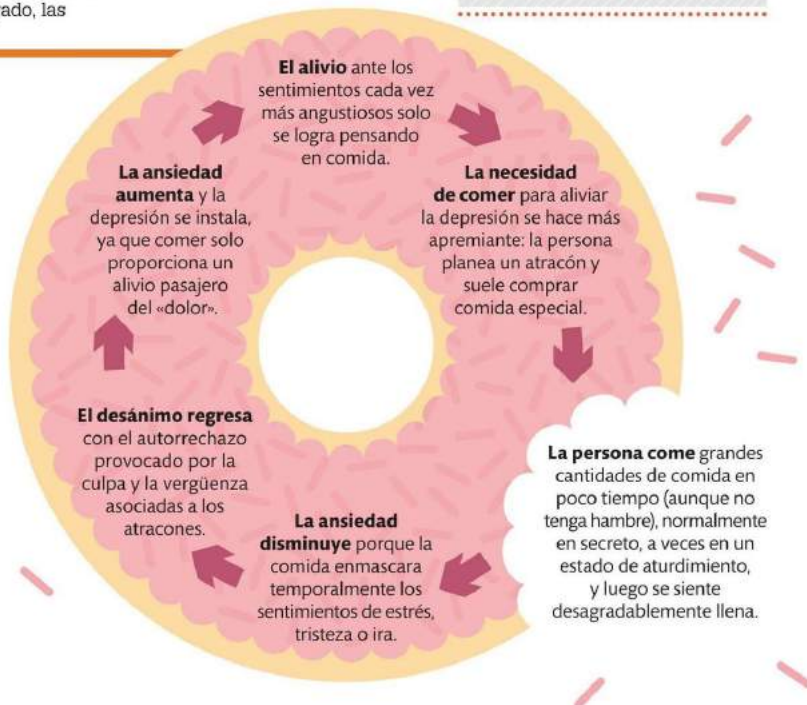 rado, las
El alivio ante los
sentimientos cada vez
más angustiosos solo
se logra pensando
en comida.
La necesidad
de comer para aliviar
la depresión se hace más
apremiante: la persona
planea un atracón y
suele comprar
comida especial.
La persona come grandes
cantidades de comida en
poco tiempo (aunque no
tenga hambre), normalmente
en secreto, a veces en un
estado de aturdimiento,
y luego se siente
desagradablemente llena.
La ansiedad
disminuye porque la
comida enmascara
temporalmente los
sentimientos de estrés,
tristeza o ira.
El desánimo regresa
con el autorrechazo
provocado por la
culpa y la vergüenza
asociadas a los
atracones.
La ansiedad
aumenta y la
depresión se instala,
ya que comer solo
proporciona un
alivio pasajero
del «dolor».